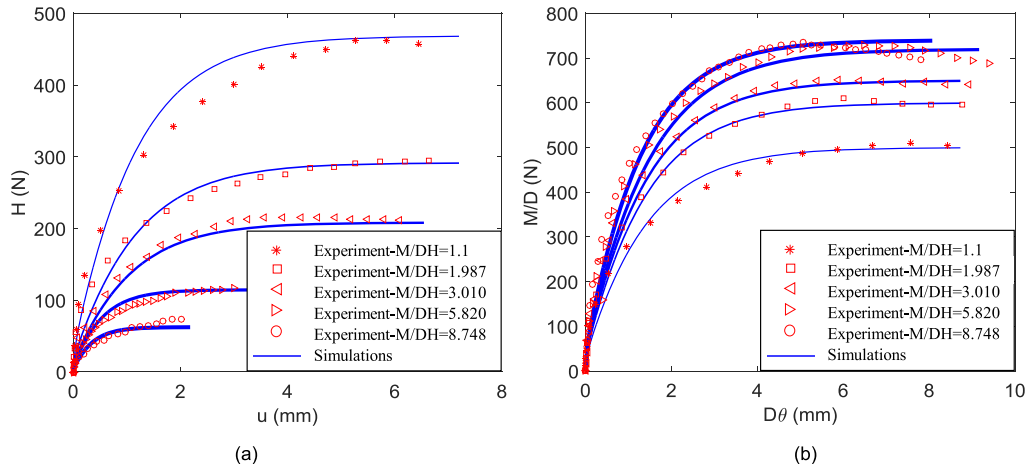 500
400
300
200
100
0
H (N)
0 2 4 6 8
u (mm)
Experiment-M/DH=1.1
Experiment-M/DH=1.987
Experiment-M/DH=3.010
Experiment-M/DH=5.820
Experiment-M/DH=8.748
Simulations
(a)
800
700
600
500
400
300
200
100
0
M/D (N)
0 2 4 6 8 10
Dθ (mm)
Experiment-M/DH=1.1
Experiment-M/DH=1.987
Experiment-M/DH=3.010
Experiment-M/DH=5.820
Experiment-M/DH=8.748
Simulations
(b)